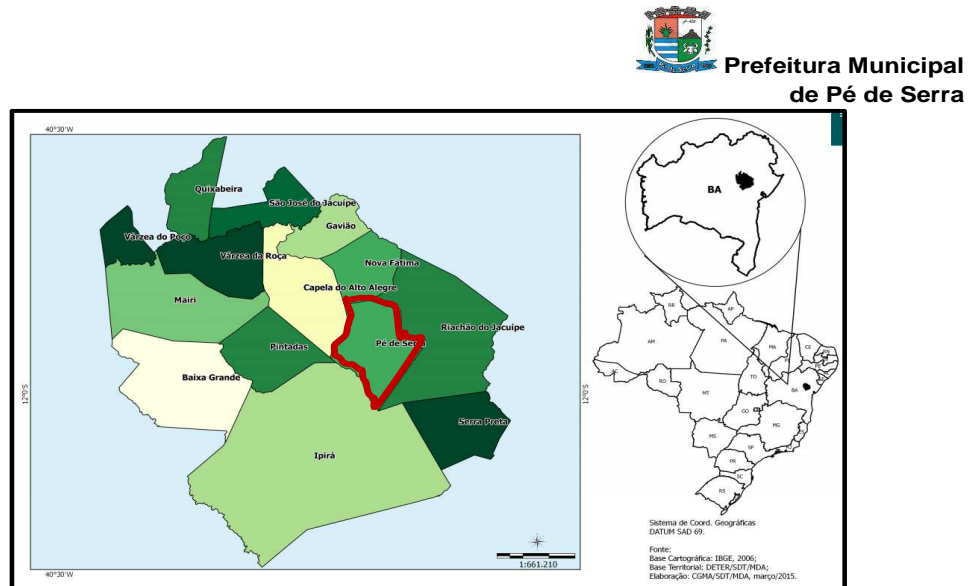 Prefeitura Municipal
de Pé de Serra
40°30'W
Quixabeira
São José do Jacuípe
Gavião
Várzea do Poço
Várzea da Roça
Nova Fátima
Capela do Alto Alegre
Mairi
Riachão do Jacuípe
Pé de Serra
Pintadas
Baixa Grande
12°0'S
12°0'S
Serra Preta
Ipirá
1:661.210
40°30'W
BA
RR
AP
AM
PA
MA
CE
AC
RO
TO
BA
MT
GO
MG
MS
SP
PR
SC
RS
Sistema de Coord. Geográficas
DATUM SAD 69.
Fonte:
Base Cartográfica: IBGE, 2006;
Base Territorial: DETER/SDT/MDA;
Elaboração: CGMA/SDT/MDA, março/2015.